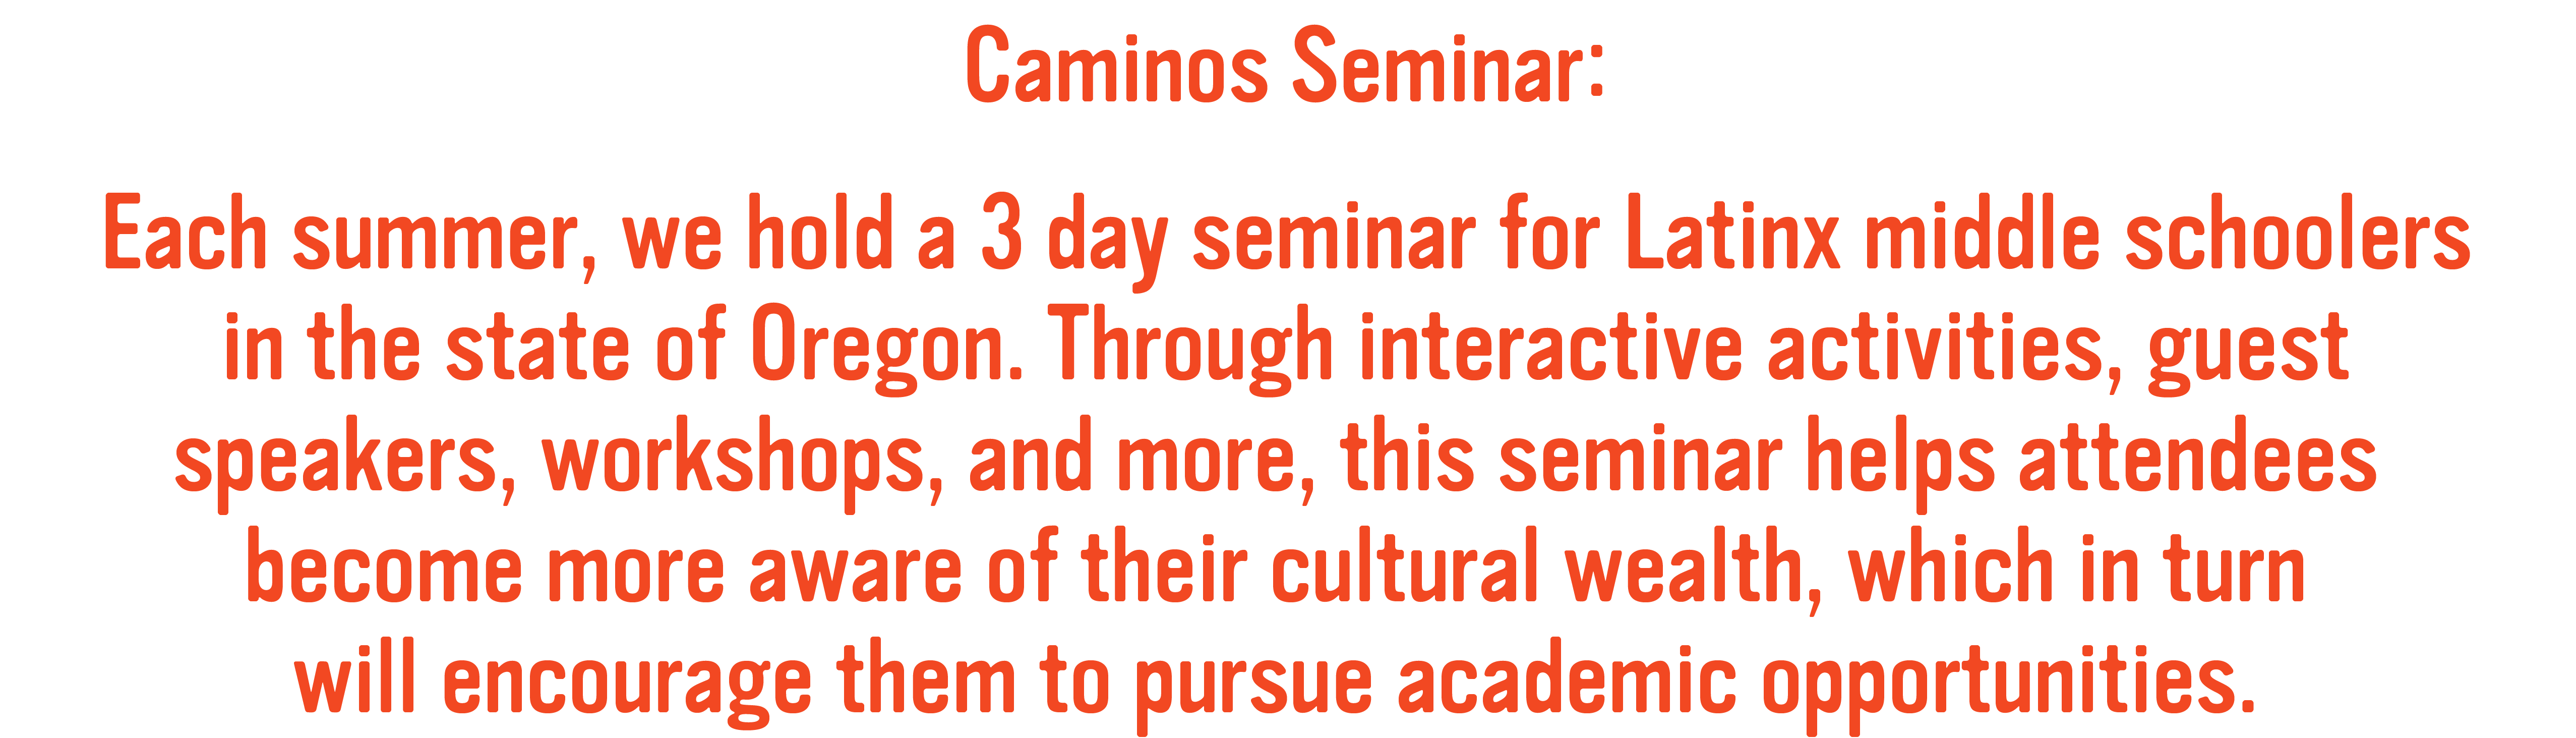 Caminos Seminar:
Each summer, we hold a 3 day seminar for Latinx middle schoolers
in the state of Oregon. Through interactive activities, guest
speakers, workshops, and more, this seminar helps attendees
become more aware of their cultural wealth, which in turn
will encourage them to pursue academic opportunities.